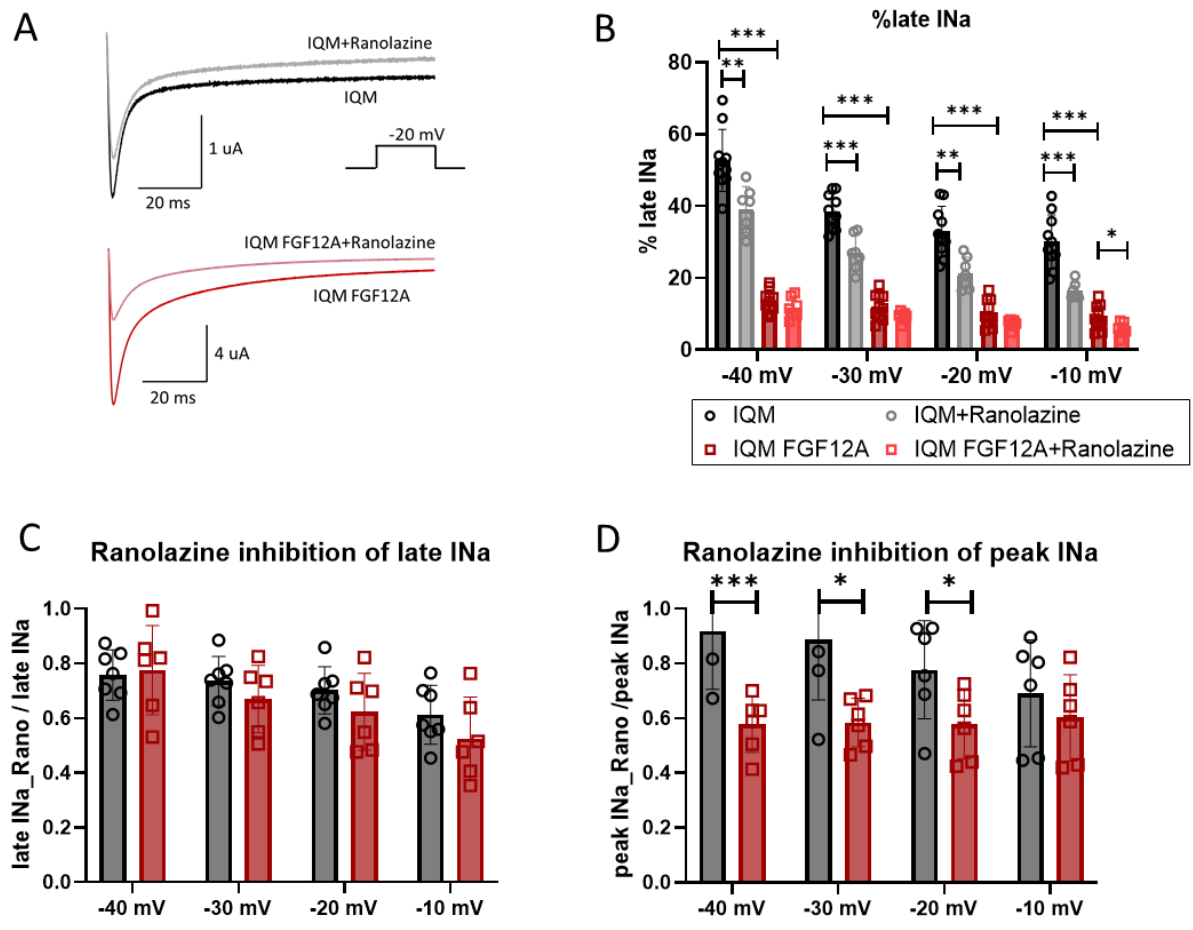 A
IQM+Ranolazine
IQM
-20 mV
1 uA
20 ms
IQM FGF12A+Ranolazine
IQM FGF12A
4 uA
20 ms
B
%late INa
***
**
***
***
***
**
***
***
*
% late INa
80
60
40
20
0
-40 mV
-30 mV
-20 mV
-10 mV
IQM
IQM+Ranolazine
IQM FGF12A
IQM FGF12A+Ranolazine
C
Ranolazine inhibition of late INa
late INa_Rano / late INa
1.0
0.8
0.6
0.4
0.2
0.0
-40 mV
-30 mV
-20 mV
-10 mV
D
Ranolazine inhibition of peak INa
***
*
*
peak INa_Rano /peak INa
1.0
0.8
0.6
0.4
0.2
0.0
-40 mV
-30 mV
-20 mV
-10 mV